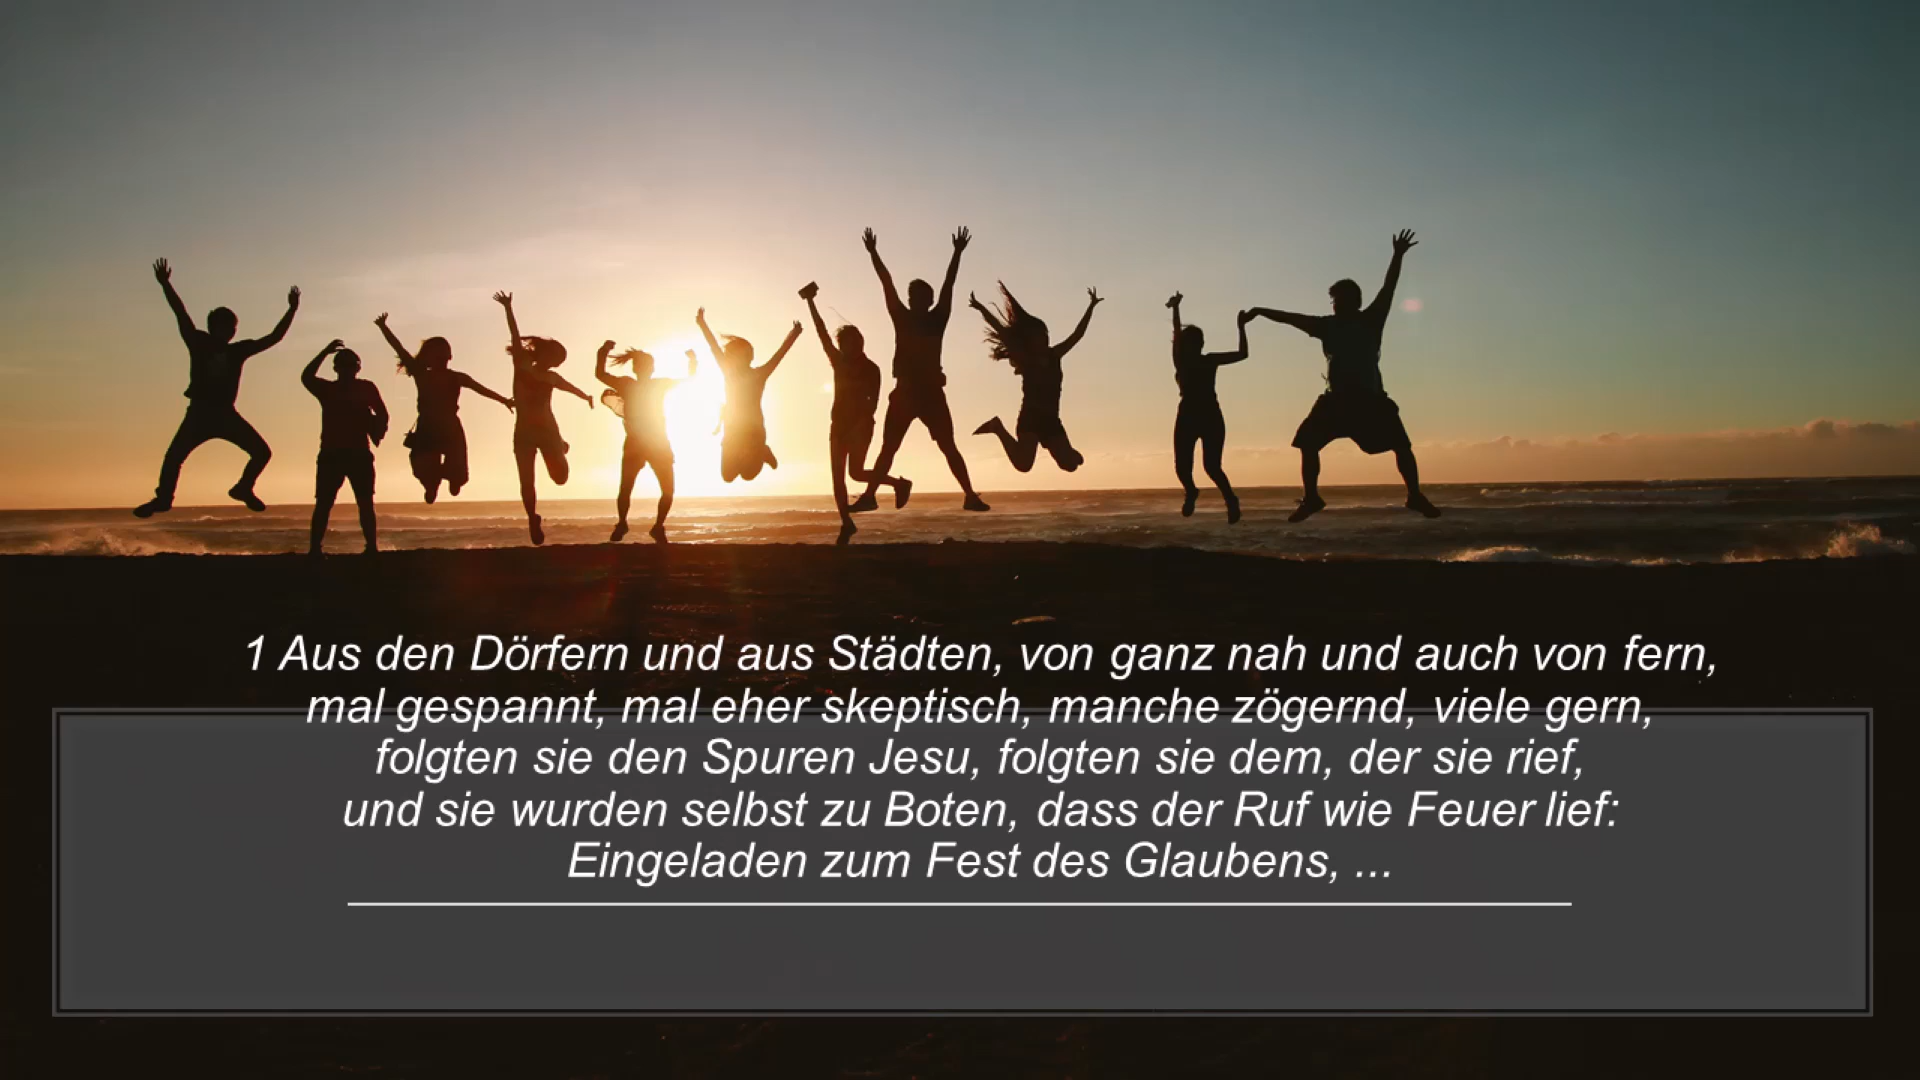 1 Aus den Dörfern und aus Städten, von ganz nah und auch von fern,
mal gespannt, mal eher skeptisch, manche zögernd, viele gern,
folgten sie den Spuren Jesu, folgten sie dem, der sie rief,
und sie wurden selbst zu Boten, dass der Ruf wie Feuer lief:
Eingeladen zum Fest des Glaubens, ...